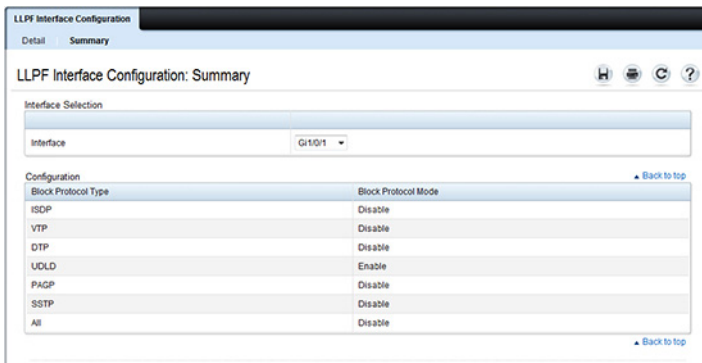 LLPF Interface Configuration
Detail Summary
LLPF Interface Configuration: Summary
Interface Selection
Interface Gi1/0/1
Configuration Back to top
Block Protocol Type Block Protocol Mode
ISDP Disable
VTP Disable
DTP Disable
UDLD Enable
PAGP Disable
SSTP Disable
All Disable
Back to top